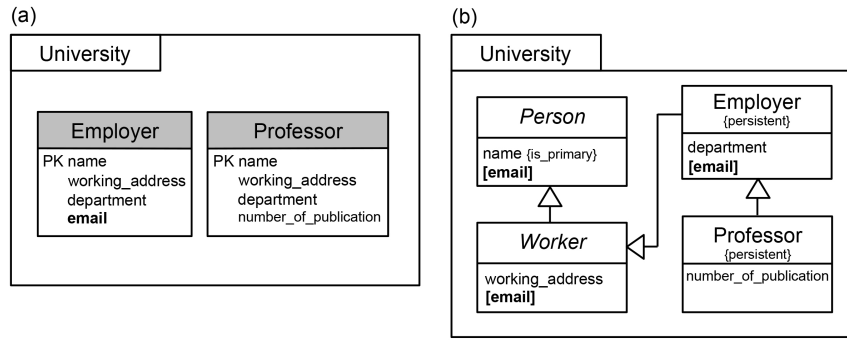 (a)
University
Employer
PK name
working_address
department
email
Professor
PK name
working_address
department
number_of_publication
(b)
University
Person
name {is_primary}
[email]
Employer
{persistent}
department
[email]
Worker
working_address
[email]
Professor
{persistent}
number_of_publication